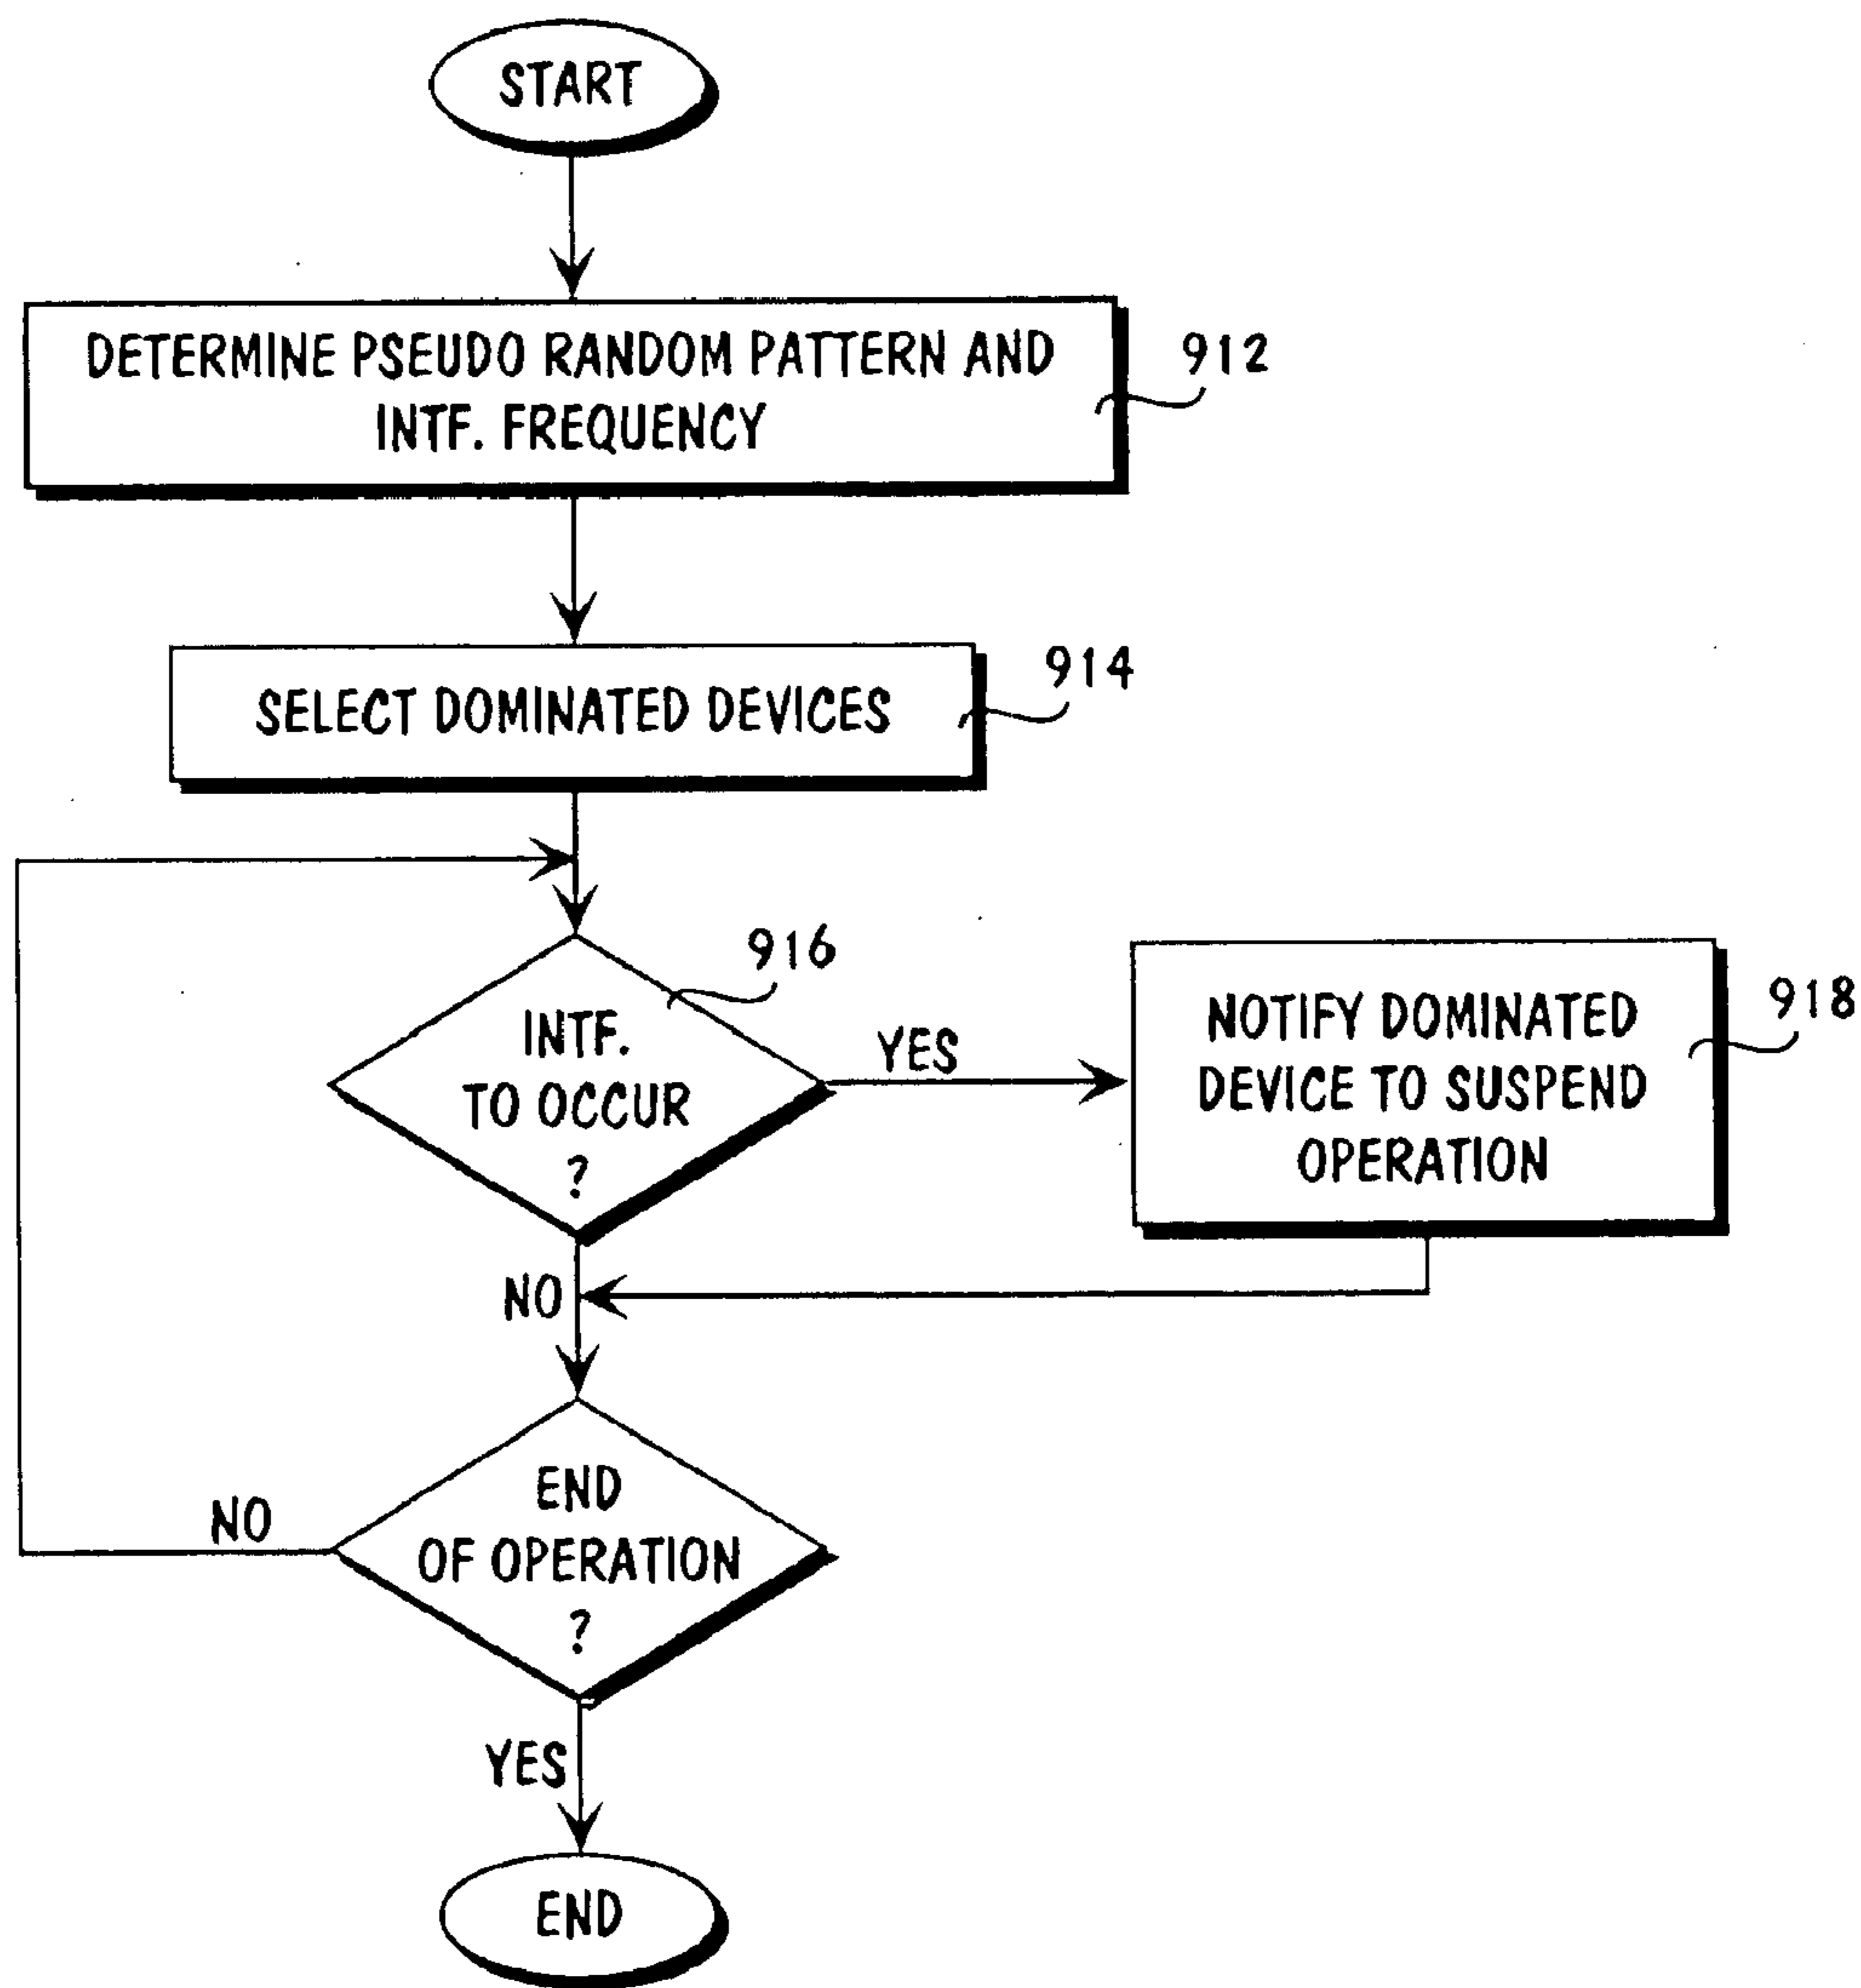 START
DETERMINE PSEUDO RANDOM PATTERN AND
INTF. FREQUENCY
912
SELECT DOMINATED DEVICES
914
916
INTF.
TO OCCUR
?
YES
NOTIFY DOMINATED
DEVICE TO SUSPEND
OPERATION
918
NO
END
OF OPERATION
?
NO
YES
END